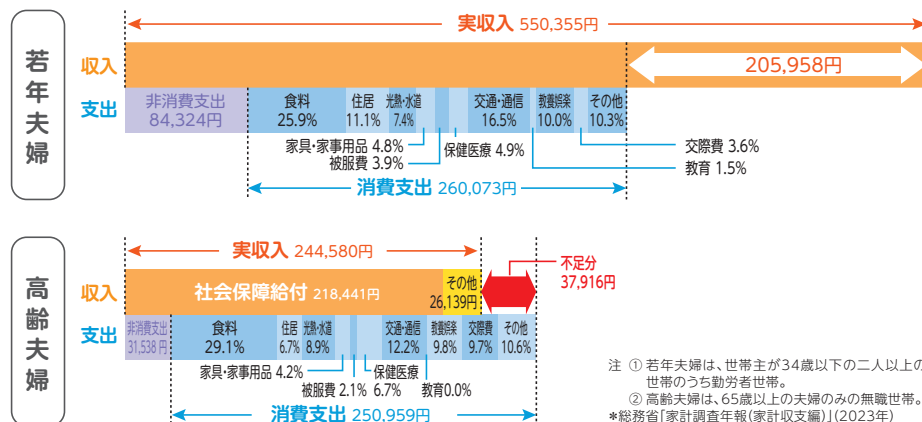 若年夫婦
実収入 550,355円
収入
205,958円
支出
非消費支出
84,324円
食料
25.9%
住居
11.1%
光熱・水道
7.4%
交通・通信
16.5%
教養娯楽
10.0%
その他
10.3%
家具・家事用品 4.8%
被服費 3.9%
保健医療 4.9%
交際費 3.6%
教育 1.5%
消費支出 260,073円
高齢夫婦
実収入 244,580円
不足分
37,916円
収入
社会保障給付 218,441円
その他
26,139円
支出
非消費支出
31,538円
食料
29.1%
住居
6.7%
光熱・水道
8.9%
交通・通信
12.2%
教養娯楽
9.8%
交際費
9.7%
その他
10.6%
家具・家事用品 4.2%
被服費 2.1%
保健医療
6.7%
教育0.0%
消費支出 250,959円
注 ① 若年夫婦は、世帯主が34歳以下の二人以上の
世帯のうち勤労者世帯。
② 高齢夫婦は、65歳以上の夫婦のみの無職世帯。
*総務省「家計調査年報(家計収支編)」(2023年)